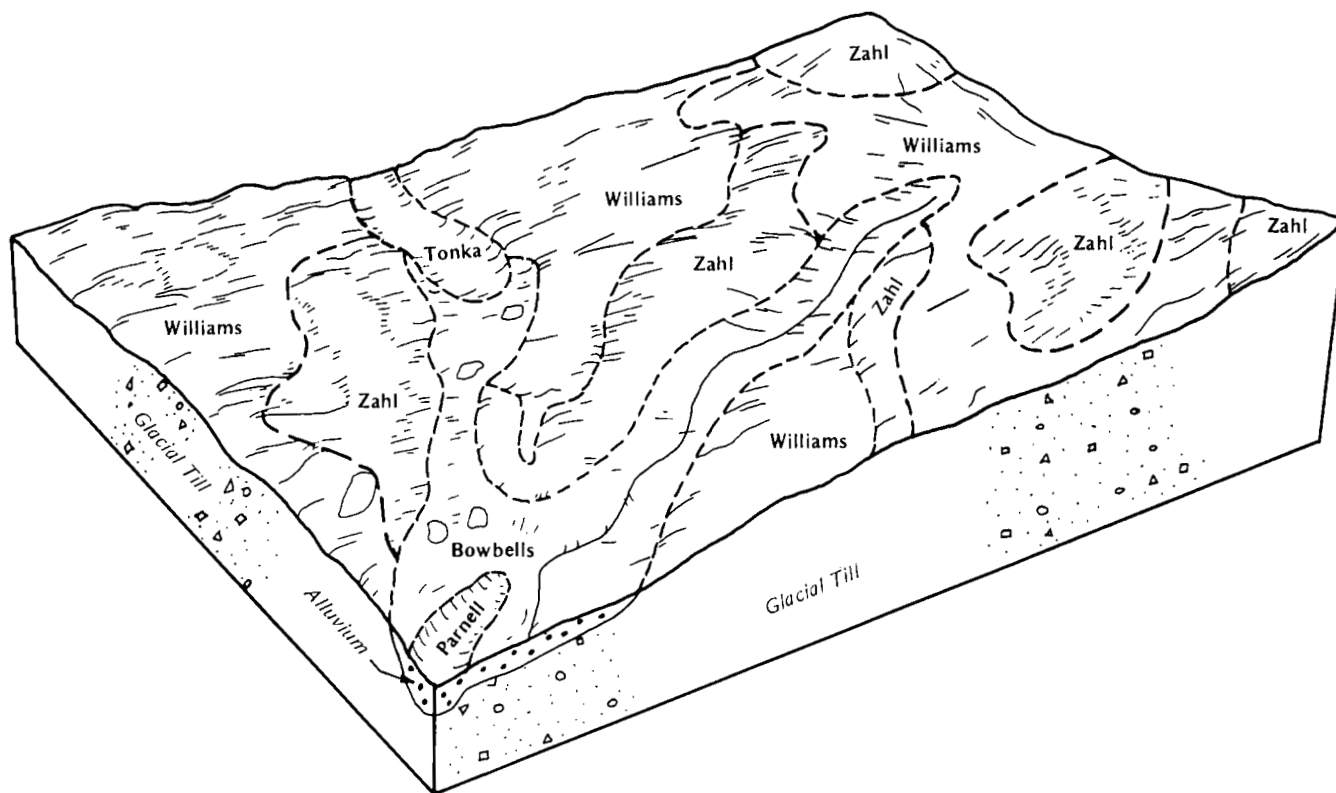 Zahl
Williams
Williams
Zahl
Zahl
Tonka
Zahl
Zahl
Williams
Zahl
Williams
Glacial Till
Bowbells
Alluvium
Parnell
Glacial Till